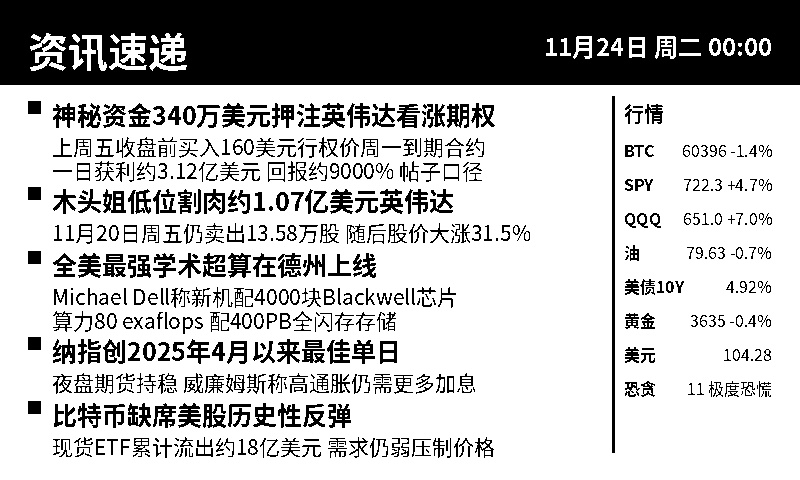 资讯速递
11月24日 周二 00:00
神秘资金340万美元押注英伟达看涨期权
上周五收盘前买入160美元行权价周一到期合约
一日获利约3.12亿美元 回报约9000% 帖子口径
木头姐低位割肉约1.07亿美元英伟达
11月20日周五仍卖出13.58万股 随后股价大涨31.5%
全美最强学术超算在德州上线
Michael Dell称新机配4000块Blackwell芯片
算力80 exaflops 配400PB全闪存存储
纳指创2025年4月以来最佳单日
夜盘期货持稳 威廉姆斯称高通胀仍需更多加息
比特币缺席美股历史性反弹
现货ETF累计流出约18亿美元 需求仍弱压制价格
行情
BTC 60396 -1.4%
SPY 722.3 +4.7%
QQQ 651.0 +7.0%
油 79.63 -0.7%
美债10Y 4.92%
黄金 3635 -0.4%
美元 104.28
恐贪 11 极度恐慌